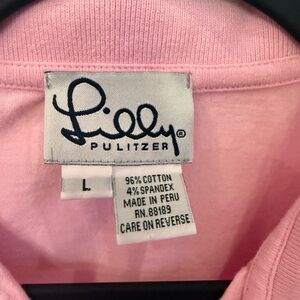 Lilly®
PULITZER
L
96% COTTON
4% SPANDEX
MADE IN PERU
RN.88189
CARE ON REVERSE